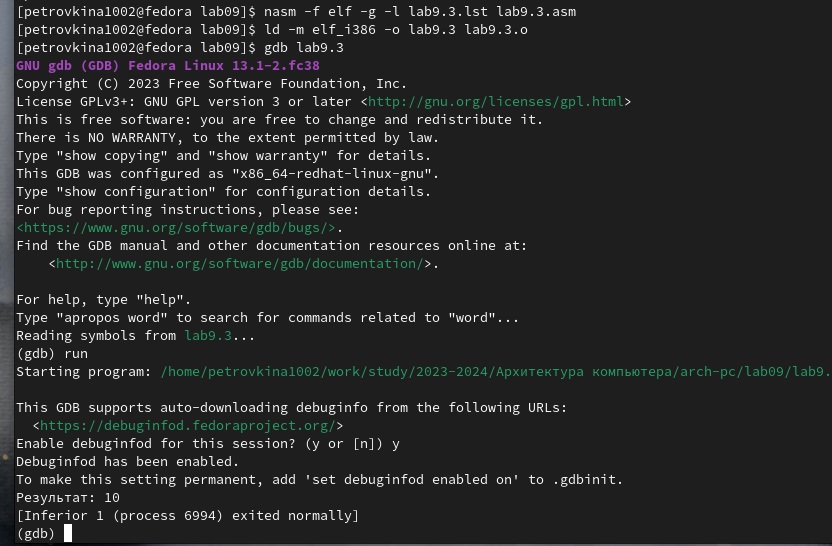 [petrovkina1002@fedora lab09]$ nasm -f elf -g -l lab9.3.lst lab9.3.asm
[petrovkina1002@fedora lab09]$ ld -m elf_i386 -o lab9.3 lab9.3.o
[petrovkina1002@fedora lab09]$ gdb lab9.3
GNU gdb (GDB) Fedora Linux 13.1-2.fc38
Copyright (C) 2023 Free Software Foundation, Inc.
License GPLv3+: GNU GPL version 3 or later <http://gnu.org/licenses/gpl.html>
This is free software: you are free to change and redistribute it.
There is NO WARRANTY, to the extent permitted by law.
Type "show copying" and "show warranty" for details.
This GDB was configured as "x86_64-redhat-linux-gnu".
Type "show configuration" for configuration details.
For bug reporting instructions, please see:
<https://www.gnu.org/software/gdb/bugs/>.
Find the GDB manual and other documentation resources online at:
    <http://www.gnu.org/software/gdb/documentation/>.

For help, type "help".
Type "apropos word" to search for commands related to "word"...
Reading symbols from lab9.3...
(gdb) run
Starting program: /home/petrovkina1002/work/study/2023-2024/Архитектура компьютера/arch-pc/lab09/lab9.

This GDB supports auto-downloading debuginfo from the following URLs:
  <https://debuginfod.fedoraproject.org/>
Enable debuginfod for this session? (y or [n]) y
Debuginfod has been enabled.
To make this setting permanent, add 'set debuginfod enabled on' to .gdbinit.
Результат: 10
[Inferior 1 (process 6994) exited normally]
(gdb)